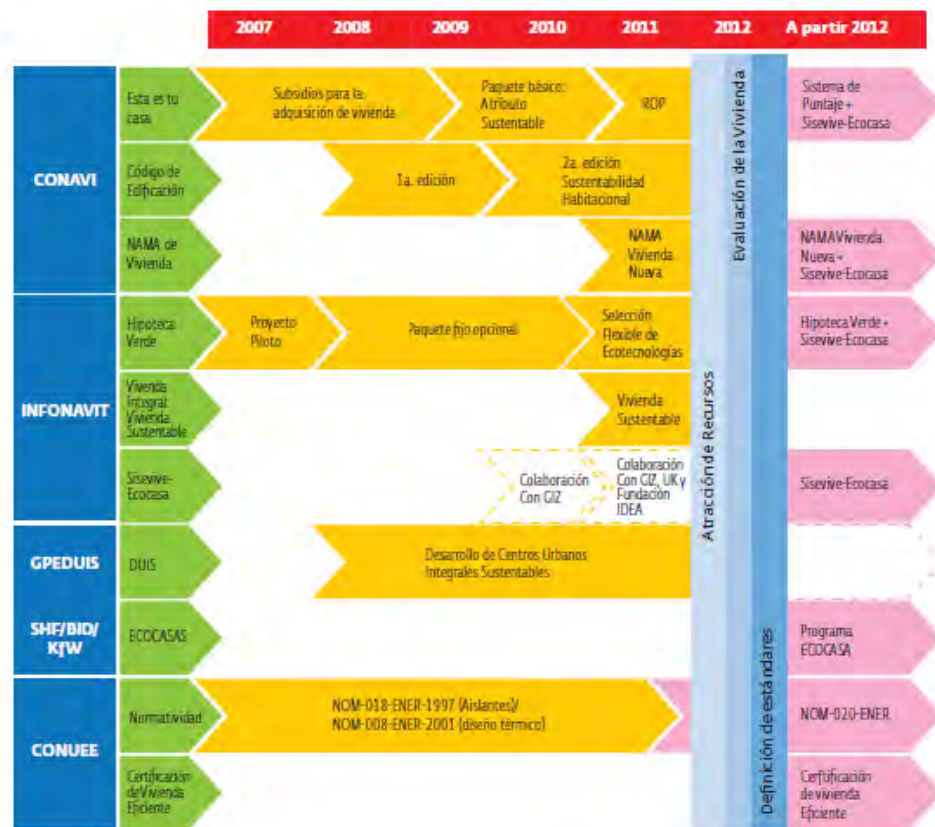 2007 2008 2009 2010 2011 2012 A partir 2012
CONAVI
Esta es tu
casa
Subsidios para la
adquisición de vivienda
Paquete básico:
Atributo
Sustentable
ROP
Sistema de
Puntaje +
Sisevive-Ecocasa
Código de
Edificación
1a. edición
2a. edición
Sustentabilidad
Habitacional
NAMA de
Vivienda
NAMA
Vivienda
Nueva
NAMA Vivienda
Nueva +
Sisevive-Ecocasa
INFONAVIT
Hipoteca
Verde
Proyecto
Piloto
Paquete fijo opcional
Selección
Flexible de
Ecotecnologías
Hipoteca Verde +
Sisevive-Ecocasa
Vivenda
Integral:
Vivienda
Sustentable
Vivienda
Sustentable
Sisevive-
Ecocasa
Colaboración
Con GIZ
Colaboración
Con GIZ, UK y
Fundación
IDEA
Sisevive-Ecocasa
GPEDUIS
DUIS
Desarrollo de Centros Urbanos
Integrales Sustentables
SHF/BID/
KfW
ECOCASAS
Programa
ECOCASA
CONUEE
Normatividad
NOM-018-ENER-1997 (Aislantes)/
NOM-008-ENER-2001 (diseño térmico)
NOM-020-ENER
Certificación
de Vivienda
Eficiente
Certificación
de vivienda
Eficiente
Atracción de Recursos
Evaluación de la Vivienda
Definición de estándares